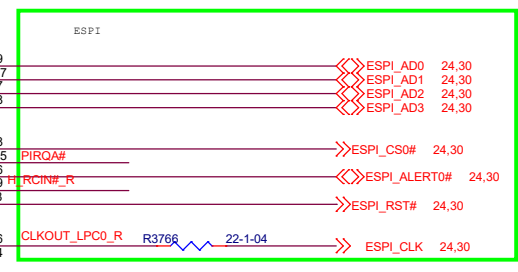 ESPI
ESPI_AD0 24,30
ESPI_AD1 24,30
ESPI_AD2 24,30
ESPI_AD3 24,30
ESPI_CS0# 24,30
PIRQA#
ESPI_ALERT0# 24,30
H_RCIN#_R
ESPI_RST# 24,30
CLKOUT_LPC0_R R3766 22-1-04 ESPI_CLK 24,30